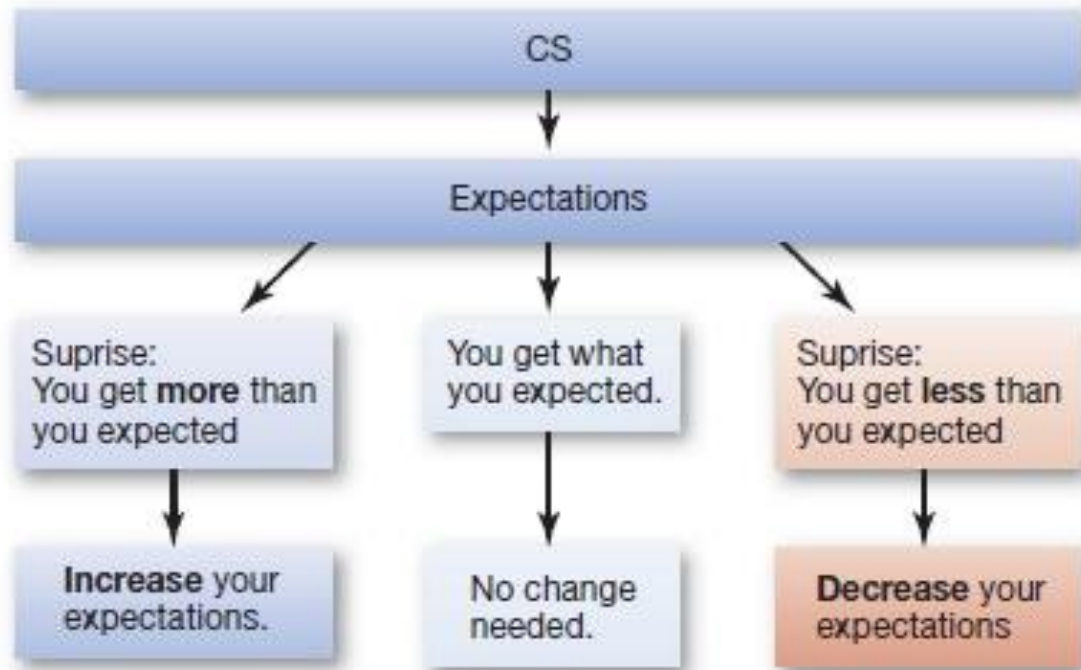 CS
Expectations
Suprise:
You get more than
you expected
You get what
you expected.
Suprise:
You get less than
you expected
Increase your
expectations.
No change
needed.
Decrease your
expectations